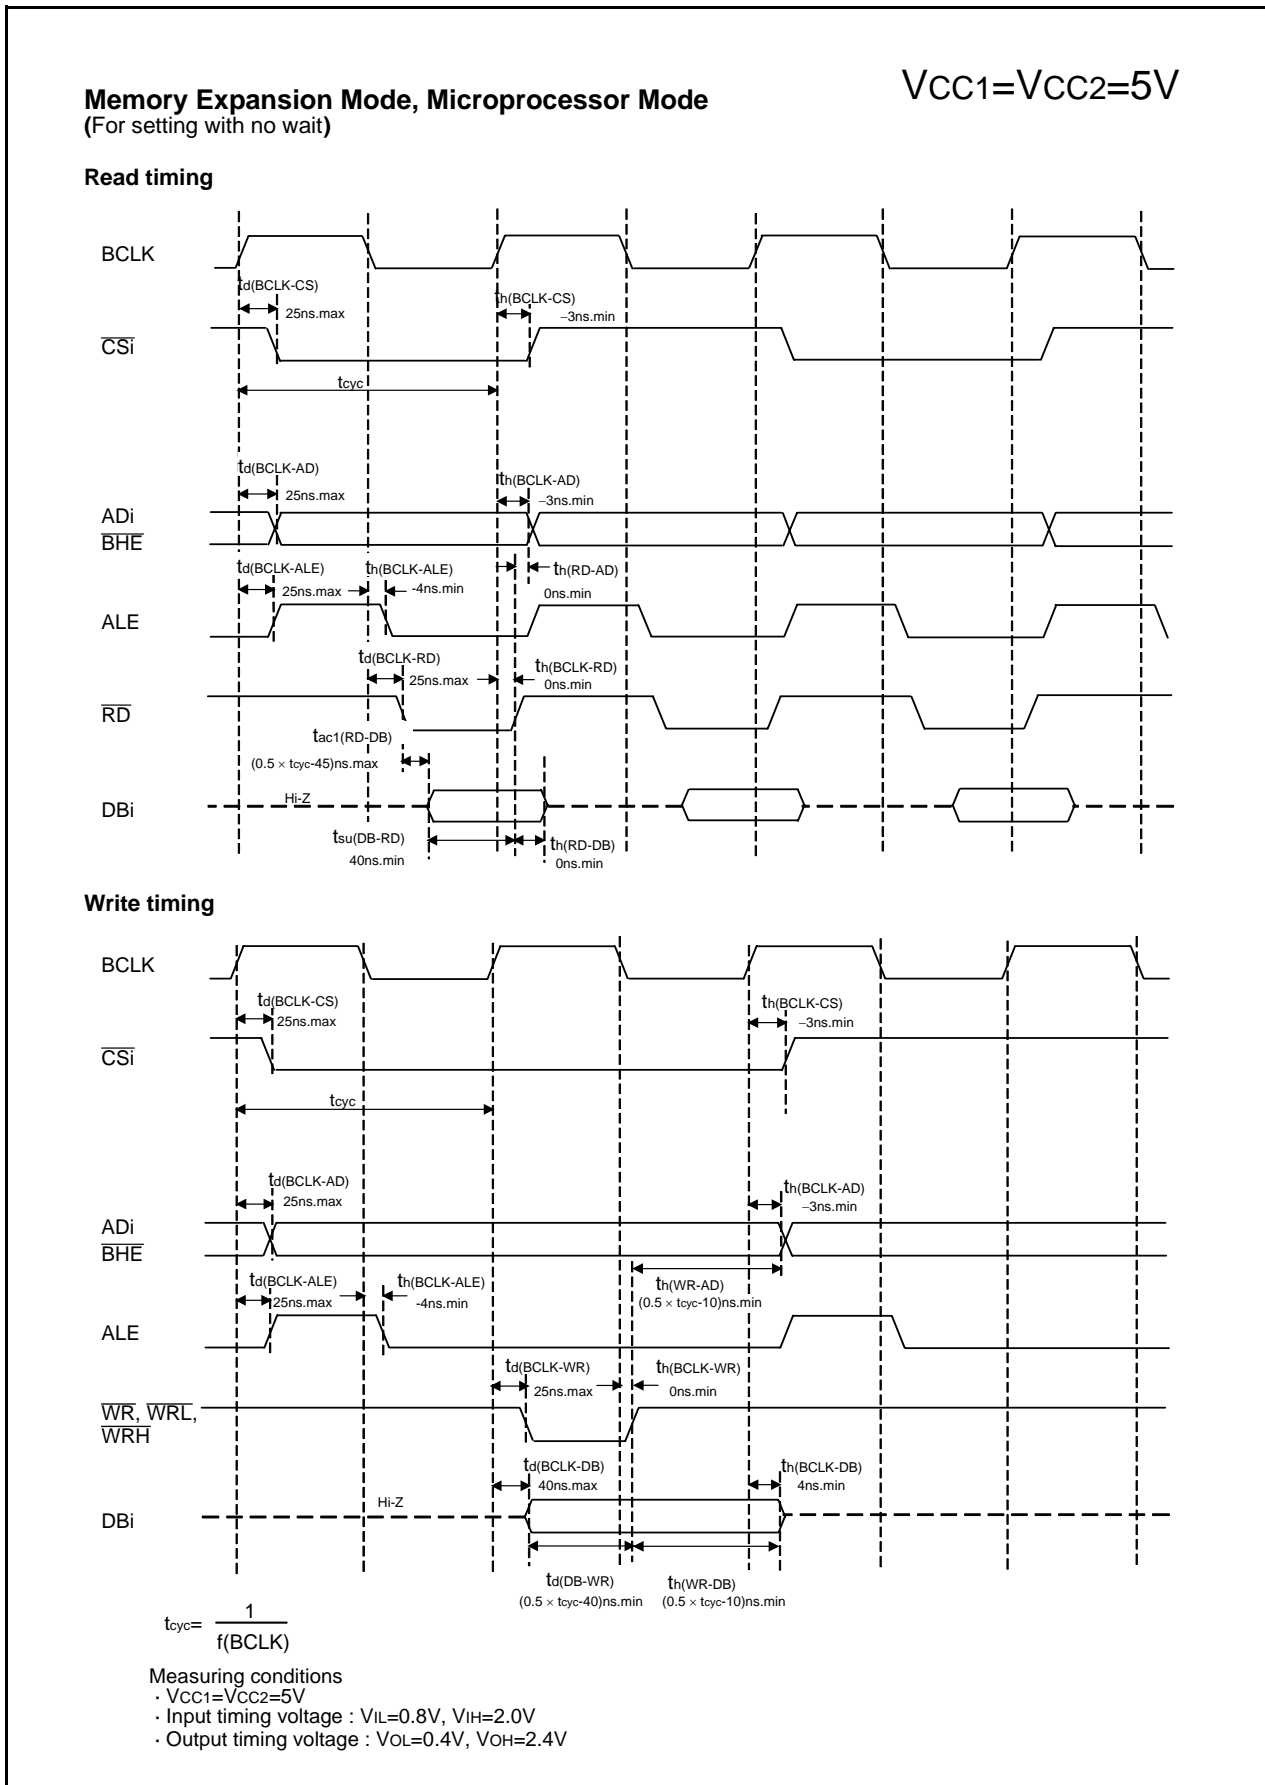 VCC1=VCC2=5V
Memory Expansion Mode, Microprocessor Mode
(For setting with no wait)
Read timing
BCLK
td(BCLK-CS)
25ns.max
th(BCLK-CS)
−3ns.min
CSi
tcyc
td(BCLK-AD)
25ns.max
th(BCLK-AD)
−3ns.min
ADi
BHE
td(BCLK-ALE)
25ns.max
th(BCLK-ALE)
-4ns.min
th(RD-AD)
0ns.min
ALE
td(BCLK-RD)
25ns.max
th(BCLK-RD)
0ns.min
RD
tac1(RD-DB)
(0.5 × tcyc-45)ns.max
DBi
Hi-Z
tsu(DB-RD)
40ns.min
th(RD-DB)
0ns.min
Write timing
BCLK
td(BCLK-CS)
25ns.max
th(BCLK-CS)
−3ns.min
CSi
tcyc
td(BCLK-AD)
25ns.max
th(BCLK-AD)
−3ns.min
ADi
BHE
td(BCLK-ALE)
25ns.max
th(BCLK-ALE)
-4ns.min
th(WR-AD)
(0.5 × tcyc-10)ns.min
ALE
td(BCLK-WR)
25ns.max
th(BCLK-WR)
0ns.min
WR, WRL,
WRH
td(BCLK-DB)
40ns.max
th(BCLK-DB)
4ns.min
Hi-Z
DBi
td(DB-WR)
(0.5 × tcyc-40)ns.min
th(WR-DB)
(0.5 × tcyc-10)ns.min
tcyc= 1
f(BCLK)
Measuring conditions
· VCC1=VCC2=5V
· Input timing voltage : VIL=0.8V, VIH=2.0V
· Output timing voltage : VOL=0.4V, VOH=2.4V